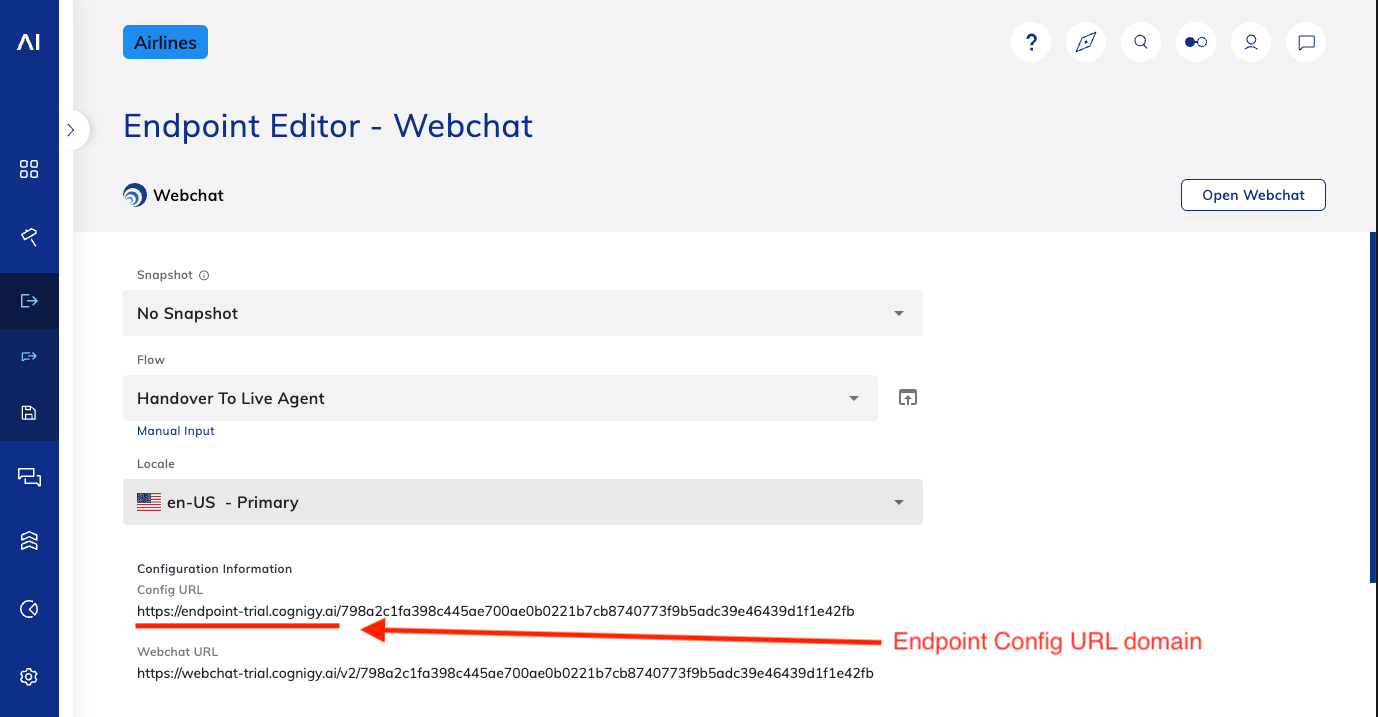 AI
Airlines
?
Endpoint Editor - Webchat
Webchat
Open Webchat
Snapshot
No Snapshot
Flow
Handover To Live Agent
Manual Input
Locale
en-US - Primary
Configuration Information
Config URL
https://endpoint-trial.cognigy.ai/798a2c1fa398c445ae700ae0b0221b7cb8740773f9b5adc39e46439d1f1e42fb
Endpoint Config URL domain
Webchat URL
https://webchat-trial.cognigy.ai/v2/798a2c1fa398c445ae700ae0b0221b7cb8740773f9b5adc39e46439d1f1e42fb